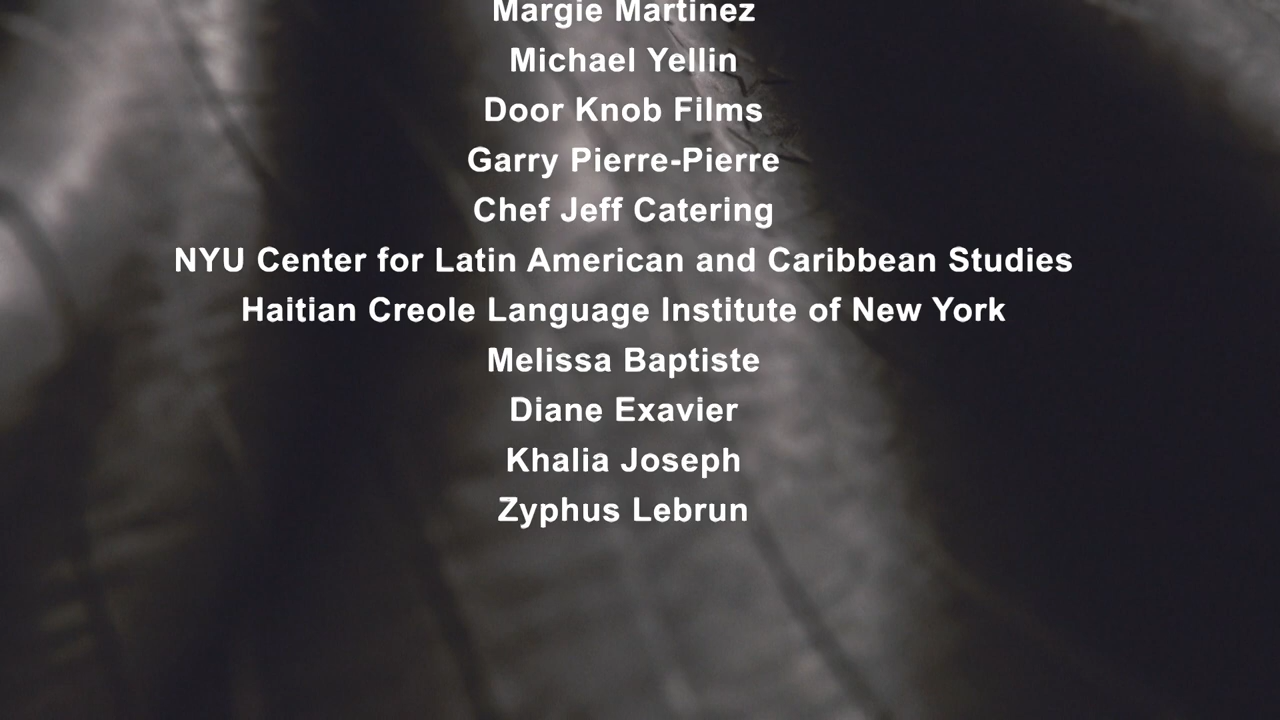 Margie Martinez
Michael Yellin
Door Knob Films
Garry Pierre-Pierre
Chef Jeff Catering
NYU Center for Latin American and Caribbean Studies
Haitian Creole Language Institute of New York
Melissa Baptiste
Diane Exavier
Khalia Joseph
Zyphus Lebrun